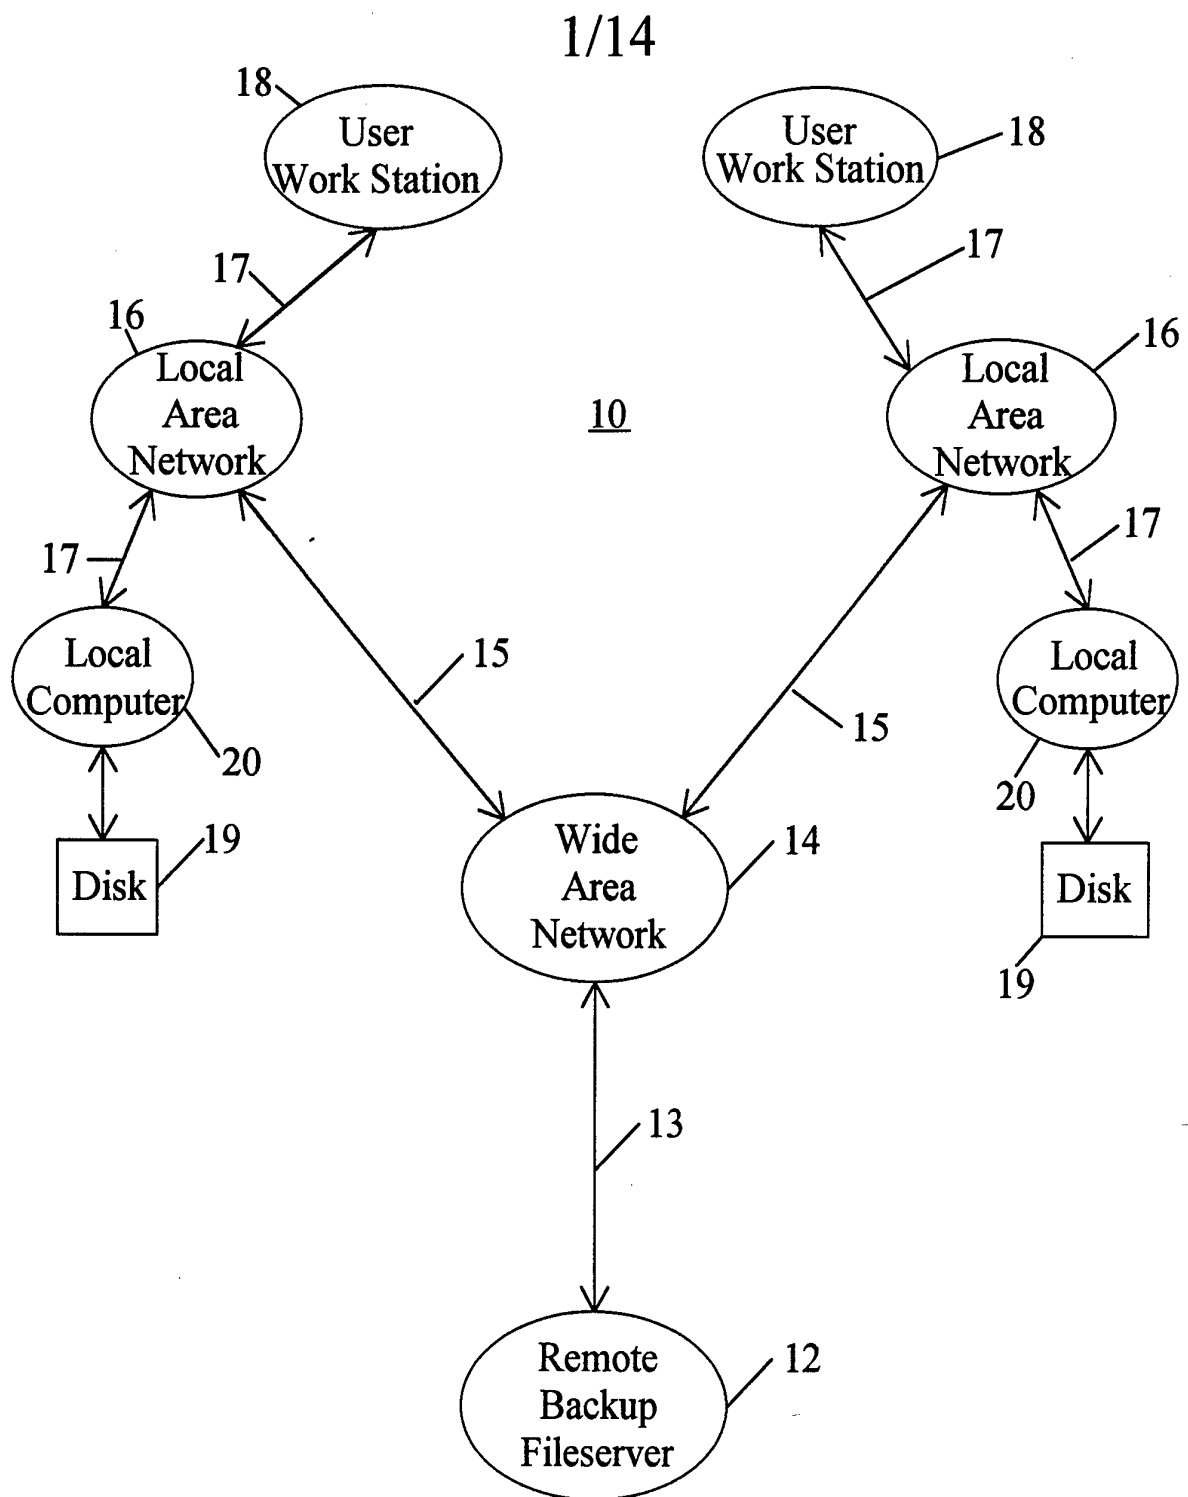 1/14
18
User
Work Station
User
Work Station
18
17
17
16
Local
Area
Network
10
Local
Area
Network
16
17
17
Local
Computer
20
15
15
Local
Computer
20
Disk
19
Wide
Area
Network
14
Disk
19
13
Remote
Backup
Fileserver
12